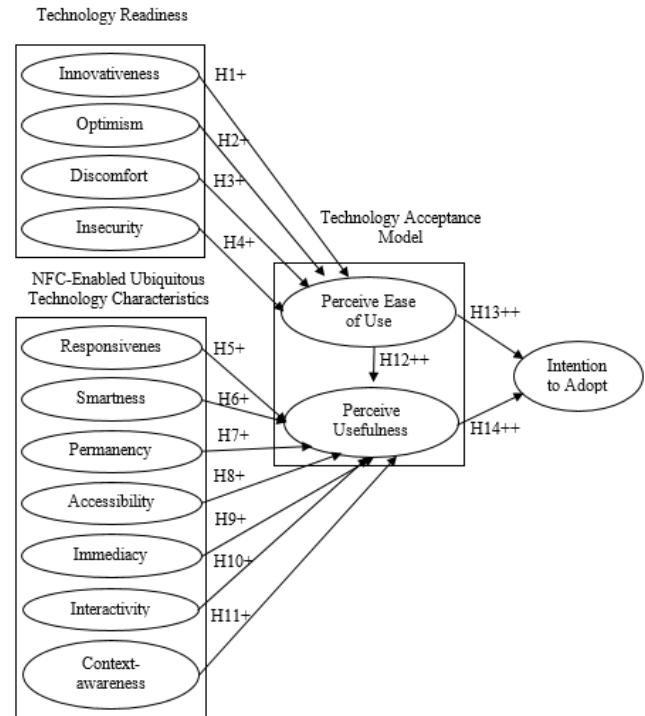 Technology Readiness
Innovativeness
H1+
Optimism
H2+
Discomfort
H3+
Insecurity
H4+
Technology Acceptance
Model
NFC-Enabled Ubiquitous
Technology Characteristics
Perceive Ease
of Use
H13++
Responsivenes
H5+
H12++
Intention
to Adopt
Smartness
H6+
Perceive
Usefulness
H14++
Permanency
H7+
H8+
Accessibility
H9+
Immediacy
H10+
Interactivity
H11+
Context-
awareness